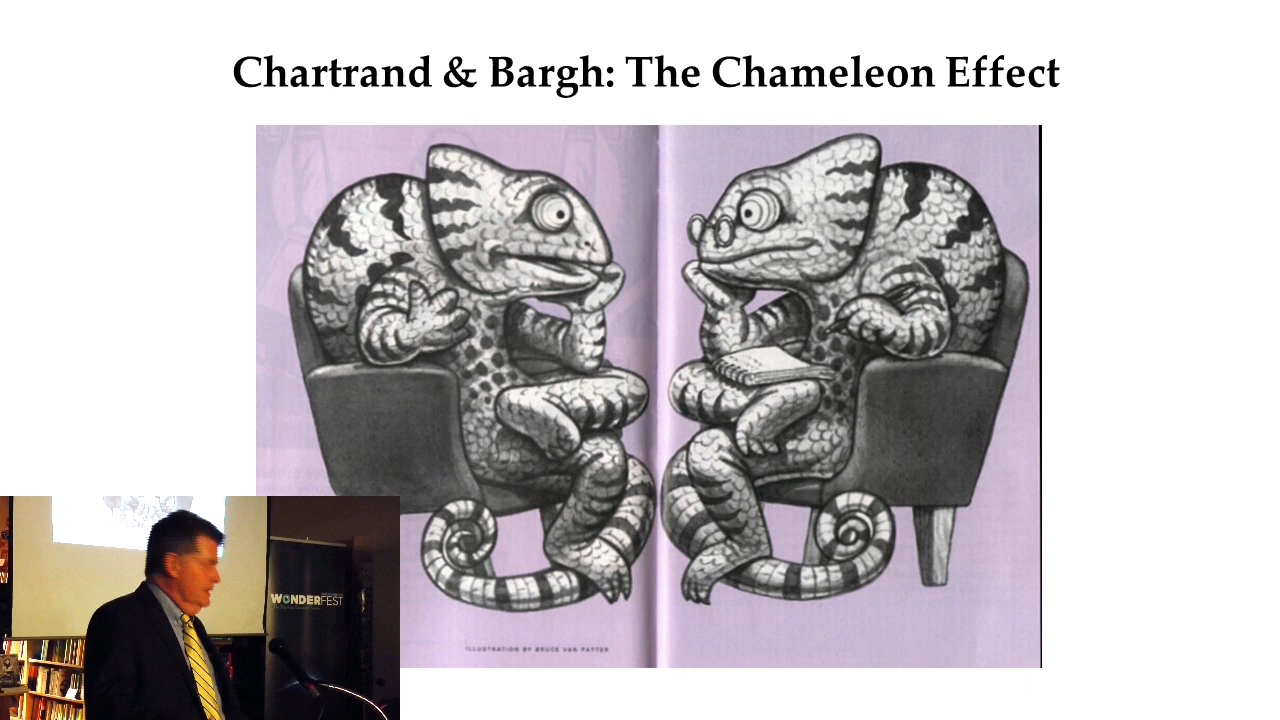 Chartrand & Bargh: The Chameleon Effect
ILLUSTRATION BY BRUCE VAN PATTER
WONDERFEST